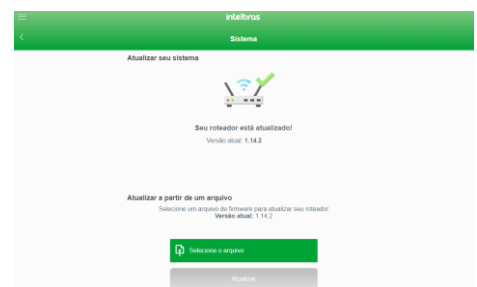 intelbras
Sistema
Atualizar seu sistema
Seu roteador está atualizado!
Versão atual: 1.14.2
Atualizar a partir de um arquivo
Selecione um arquivo de firmware para atualizar seu roteador
Versão atual: 1.14.2
Selecione o arquivo
Atualizar